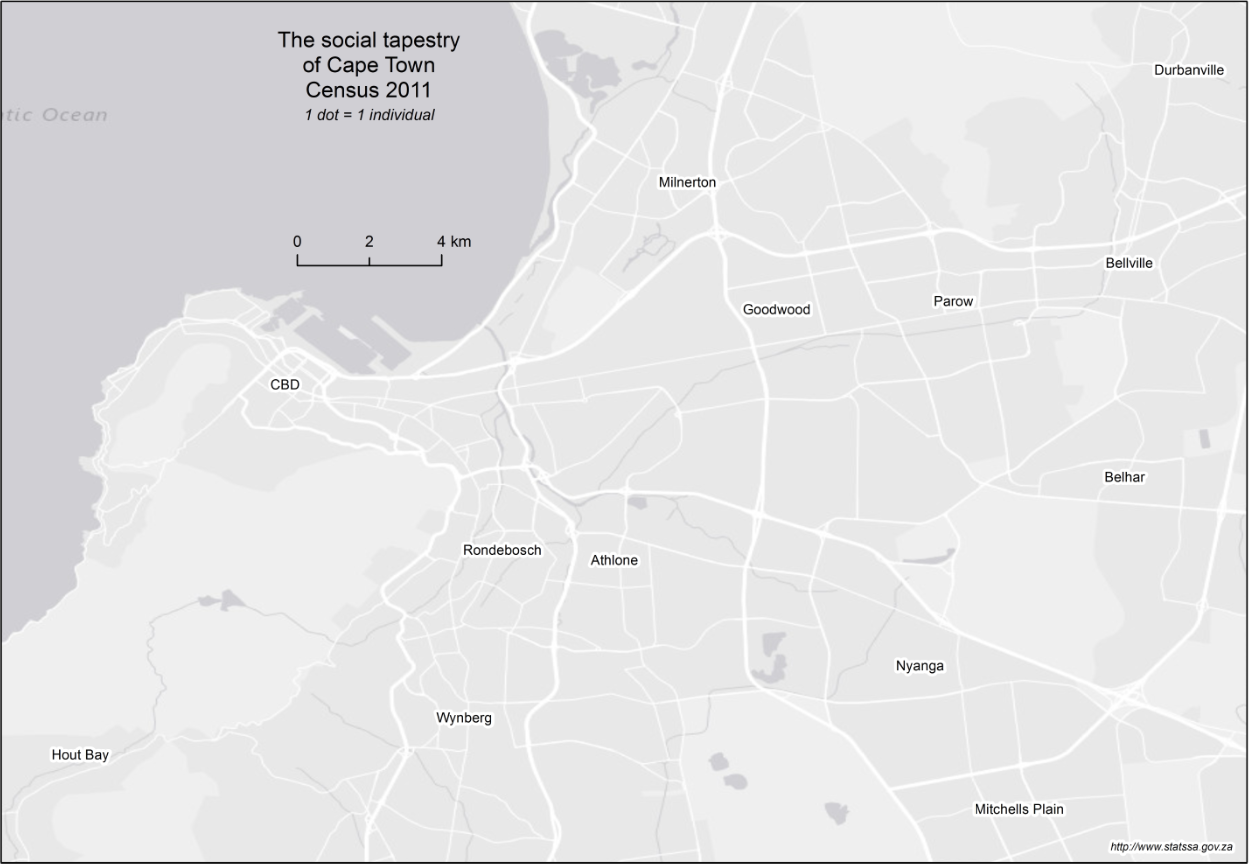 The social tapestry
of Cape Town
Census 2011
1 dot = 1 individual
tic Ocean
Durbanville
Milnerton
0 2 4 km
Bellville
Goodwood
Parow
CBD
Belhar
Rondebosch
Athlone
Nyanga
Wynberg
Hout Bay
Mitchells Plain
http://www.statssa.gov.za